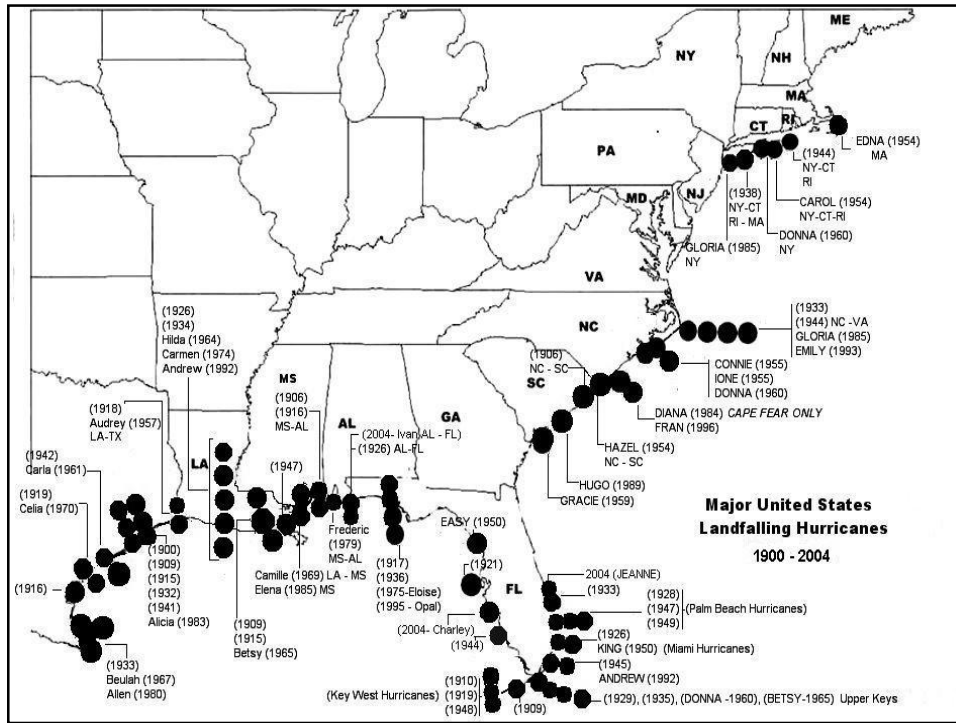 ME
NH
NY
MA
CT
RI
PA
NJ
MD
VA
NC
SC
GA
AL
MS
LA
FL
EDNA (1954)
MA
(1944)
NY-CT
RI
(1938)
NY-CT
RI - MA
CAROL (1954)
NY-CT-RI
DONNA (1960)
NY
GLORIA (1985)
NY
(1933)
(1944) NC -VA
GLORIA (1985)
EMILY (1993)
CONNIE (1955)
IONE (1955)
DONNA (1960)
(1906)
NC - SC
DIANA (1984) CAPE FEAR ONLY
FRAN (1996)
HAZEL (1954)
NC - SC
HUGO (1989)
GRACIE (1959)
Major United States
Landfalling Hurricanes
1900 - 2004
(1926)
(1934)
Hilda (1964)
Carmen (1974)
Andrew (1992)
(1918)
Audrey (1957)
LA-TX
(1942)
Carla (1961)
(1919)
Celia (1970)
(1916)
(1900)
(1909)
(1915)
(1932)
(1941)
Alicia (1983)
(1933)
Beulah (1967)
Allen (1980)
(1906)
(1916)
MS-AL
(1947)
(2004- Ivan(AL - FL)
(1926) AL-FL
Frederic
(1979)
MS-AL
Camille (1969) LA - MS
Elena (1985) MS
(1909)
(1915)
Betsy (1965)
(1917)
(1936)
(1975-Eloise)
(1995 - Opal)
EASY (1950)
(1921)
(2004- Charley)
(1944)
2004 (JEANNE)
(1933)
(1928)
(1947)
(1949)
(Palm Beach Hurricanes)
(1926)
KING (1950) (Miami Hurricanes)
(1945)
ANDREW (1992)
(1910)
(Key West Hurricanes) (1919)
(1948)
(1909)
(1929), (1935), (DONNA -1960), (BETSY-1965) Upper Keys